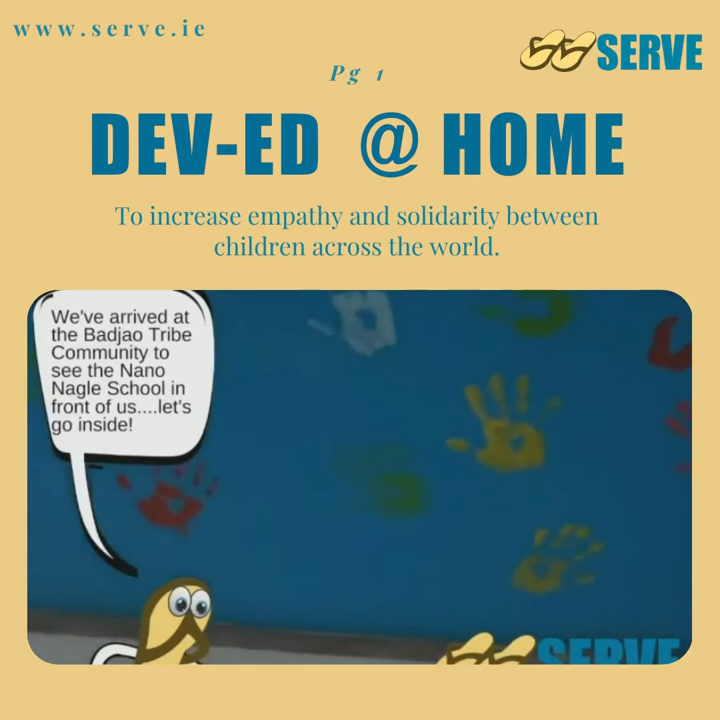 www.serve.ie
SERVE
Pg 1
DEV-ED @ HOME
To increase empathy and solidarity between
children across the world.
We've arrived at
the Badjao Tribe
Community to
see the Nano
Nagle School in
front of us....let's
go inside!
SERVE